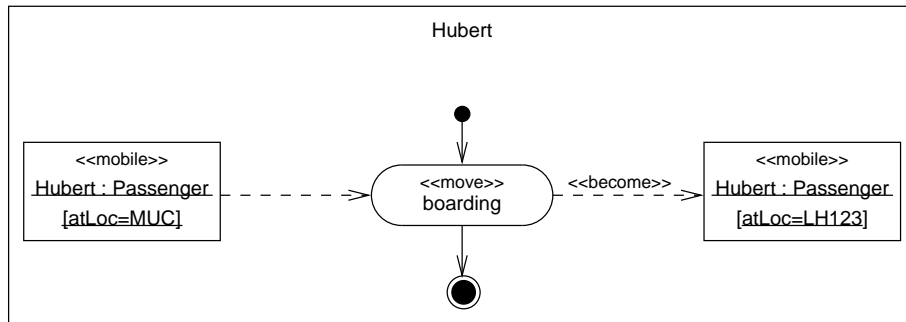 Hubert
<<mobile>>
Hubert : Passenger
[atLoc=MUC]
<<move>>
boarding
<<become>>
<<mobile>>
Hubert : Passenger
[atLoc=LH123]